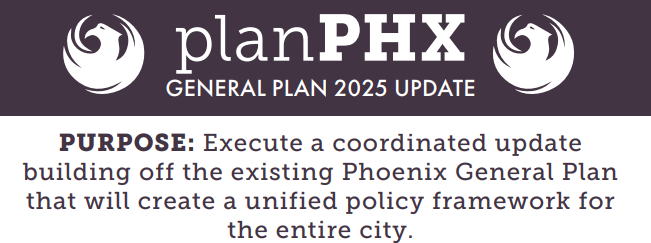 planPHX
GENERAL PLAN 2025 UPDATE
PURPOSE: Execute a coordinated update
building off the existing Phoenix General Plan
that will create a unified policy framework for
the entire city.